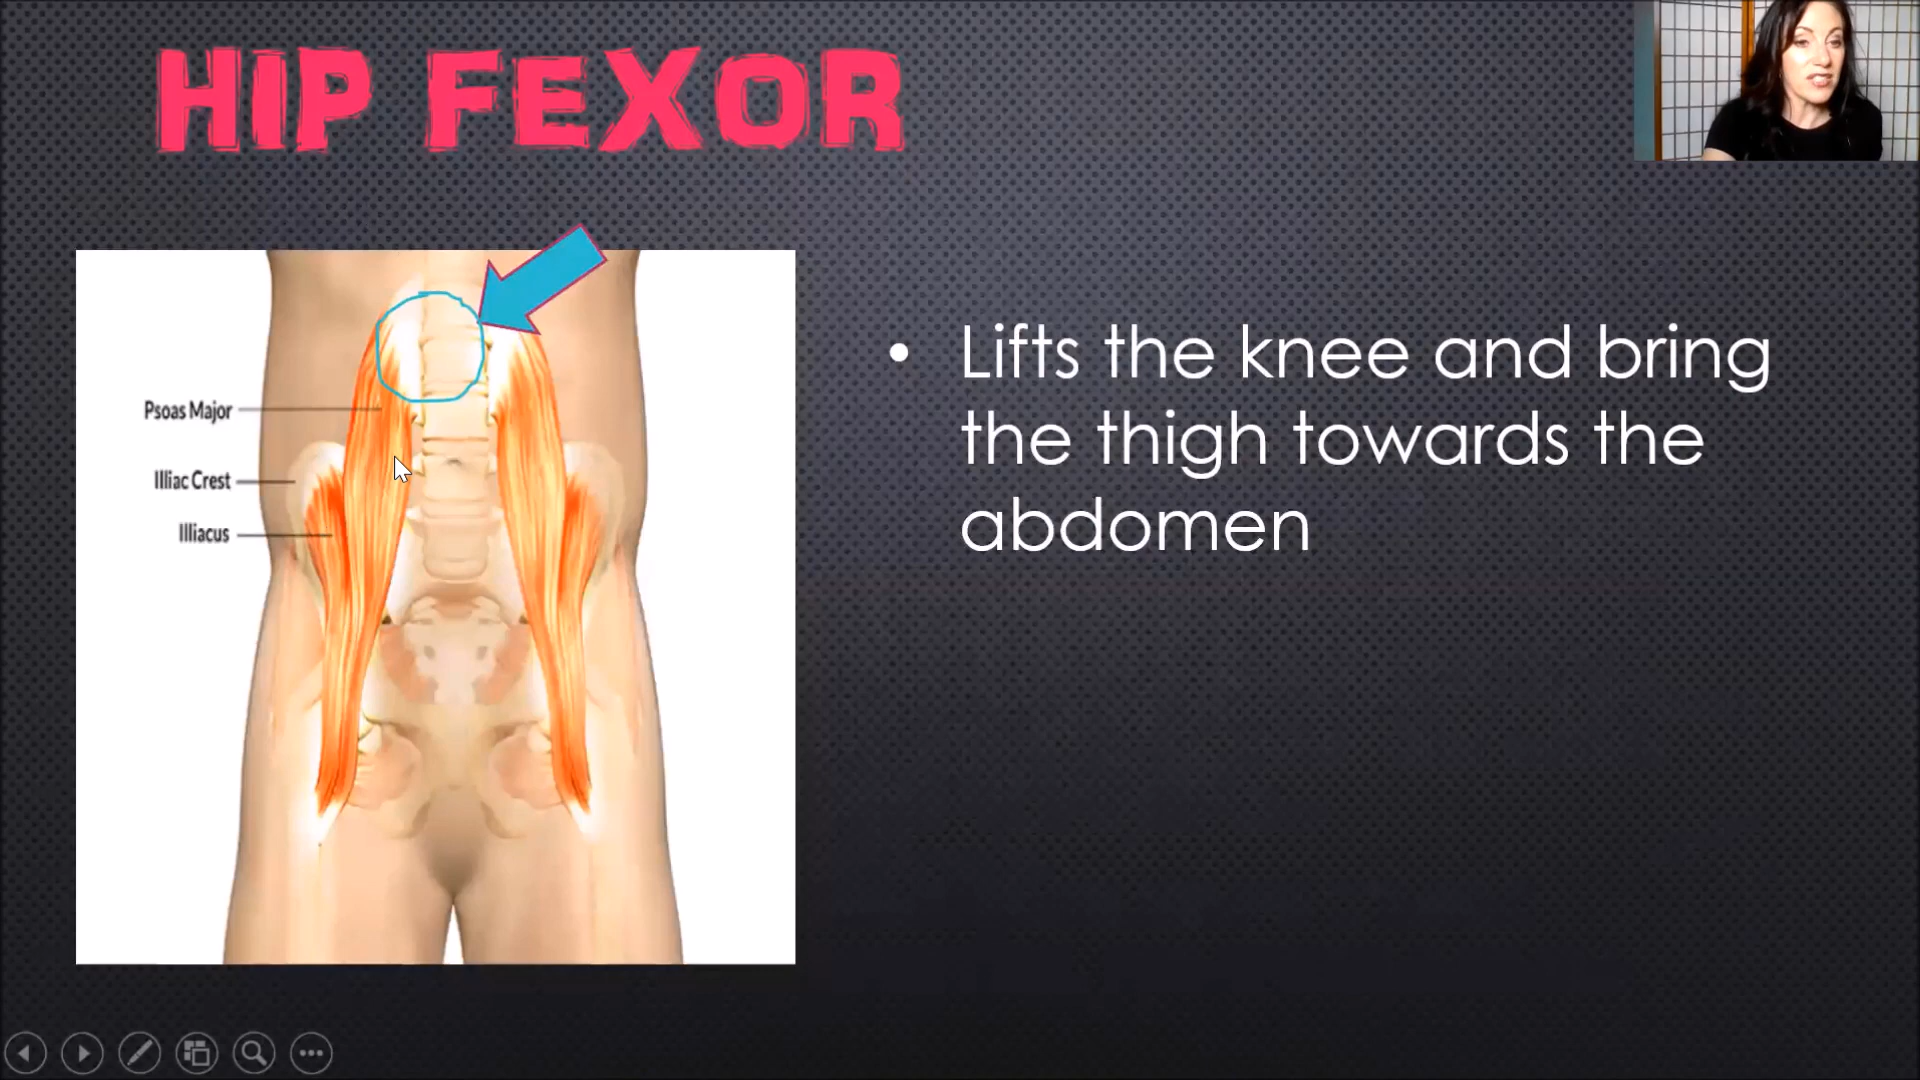 HIP FEXOR
Psoas Major
Illiac Crest
Illiacus
• Lifts the knee and bring
the thigh towards the
abdomen